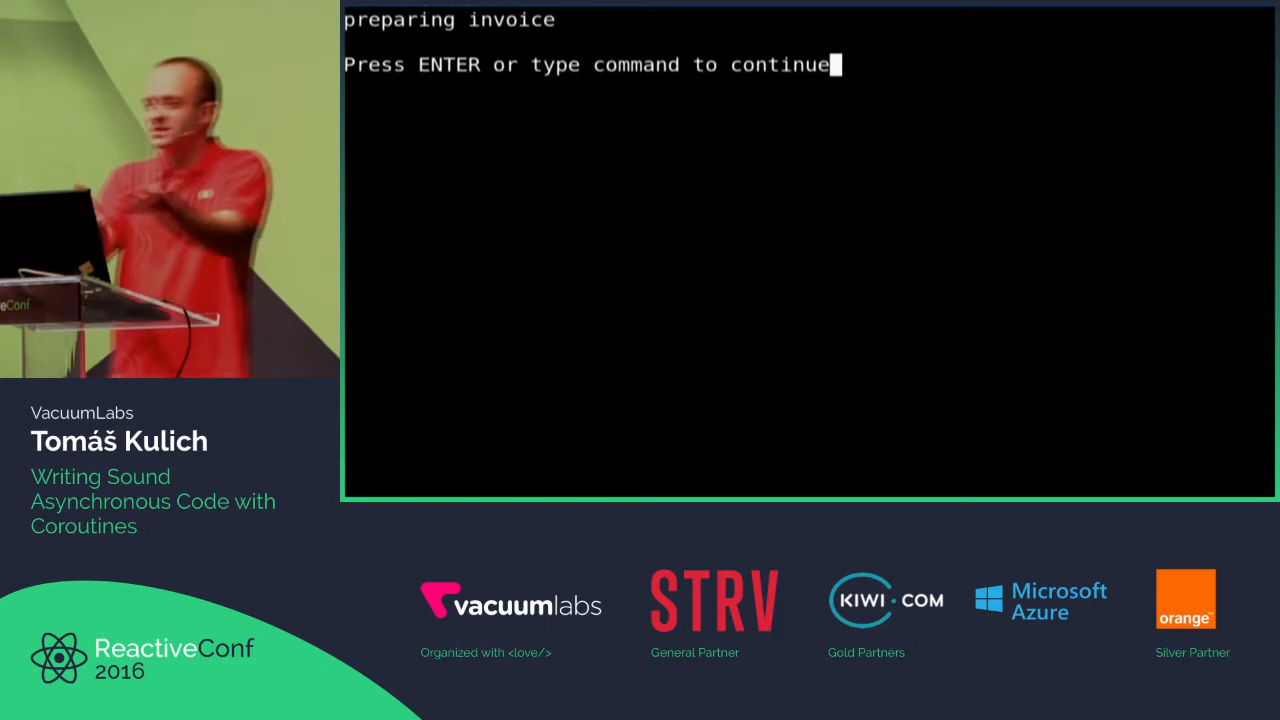 preparing invoice
Press ENTER or type command to continue
eConf
VacuumLabs
Tomáš Kulich
Writing Sound
Asynchronous Code with
Coroutines
ReactiveConf
2016
vacuumlabs
Organized with <love/>
STRV
General Partner
KIWI.COM
Gold Partners
Microsoft
Azure
orange™
Silver Partner